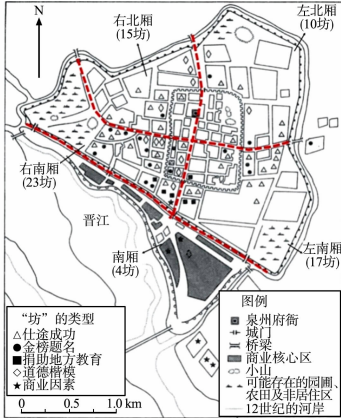 N
右北厢
(15坊)
左北厢
(10坊)
右南厢
(23坊)
晋江
南厢
(4坊)
左南厢
(17坊)
"坊"的类型
△仕途成功
●金榜题名
■捐助地方教育
◇道德楷模
★商业因素
0 0.5 1.0 km
图例
泉州府衙
城门
桥梁
商业核心区
小山
可能存在的园圃、
农田及非居住区
12世纪的河岸